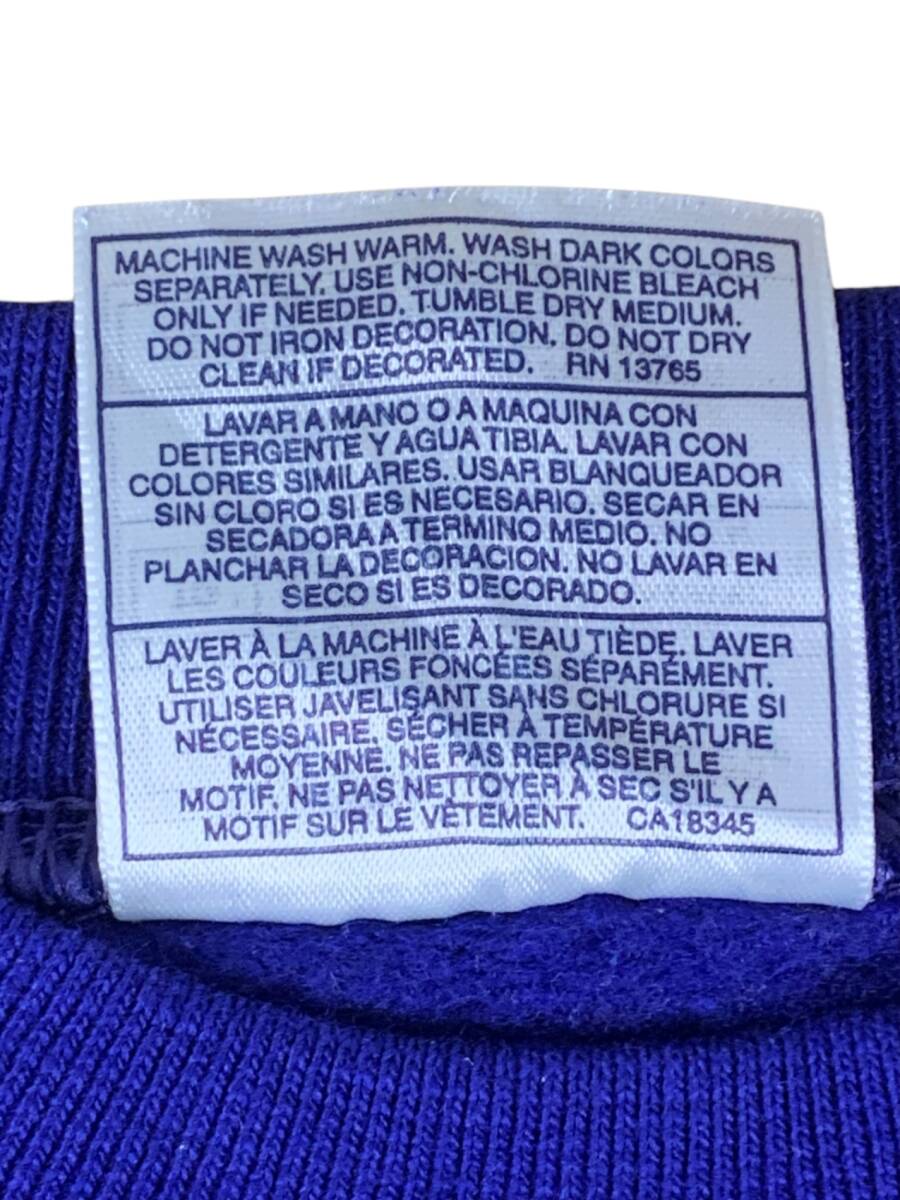 MACHINE WASH WARM. WASH DARK COLORS
SEPARATELY. USE NON-CHLORINE BLEACH
ONLY IF NEEDED. TUMBLE DRY MEDIUM.
DO NOT IRON DECORATION. DO NOT DRY
CLEAN IF DECORATED. RN 13765
LAVAR A MANO O A MAQUINA CON
DETERGENTE Y AGUA TIBIA. LAVAR CON
COLORES SIMILARES. USAR BLANQUEADOR
SIN CLORO SI ES NECESARIO. SECAR EN
SECADORA A TERMINO MEDIO. NO
PLANCHAR LA DECORACION. NO LAVAR EN
SECO SI ES DECORADO.
LAVER À LA MACHINE À L'EAU TIÈDE. LAVER
LES COULEURS FONCÉES SÉPARÉMENT.
UTILISER JAVELISANT SANS CHLORURE SI
NÉCESSAIRE. SÉCHER À TEMPÉRATURE
MOYENNE. NE PAS REPASSER LE
MOTIF. NE PAS NETTOYER À SEC S'IL Y A
MOTIF SUR LE VÊTEMENT. CA18345